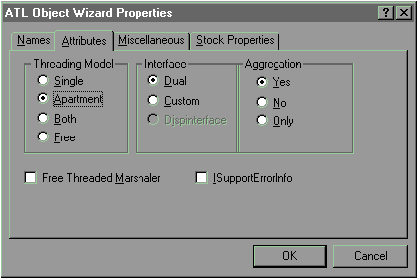 ATL Object Wizard Properties
Names Attributes Miscellaneous Stock Properties
Threading Model Interface Aggregation
Single Dual Yes
Apartment Custom No
Both Dispinterface Only
Free
Free Threaded Marshaler ISupportErrorInfo
OK Cancel